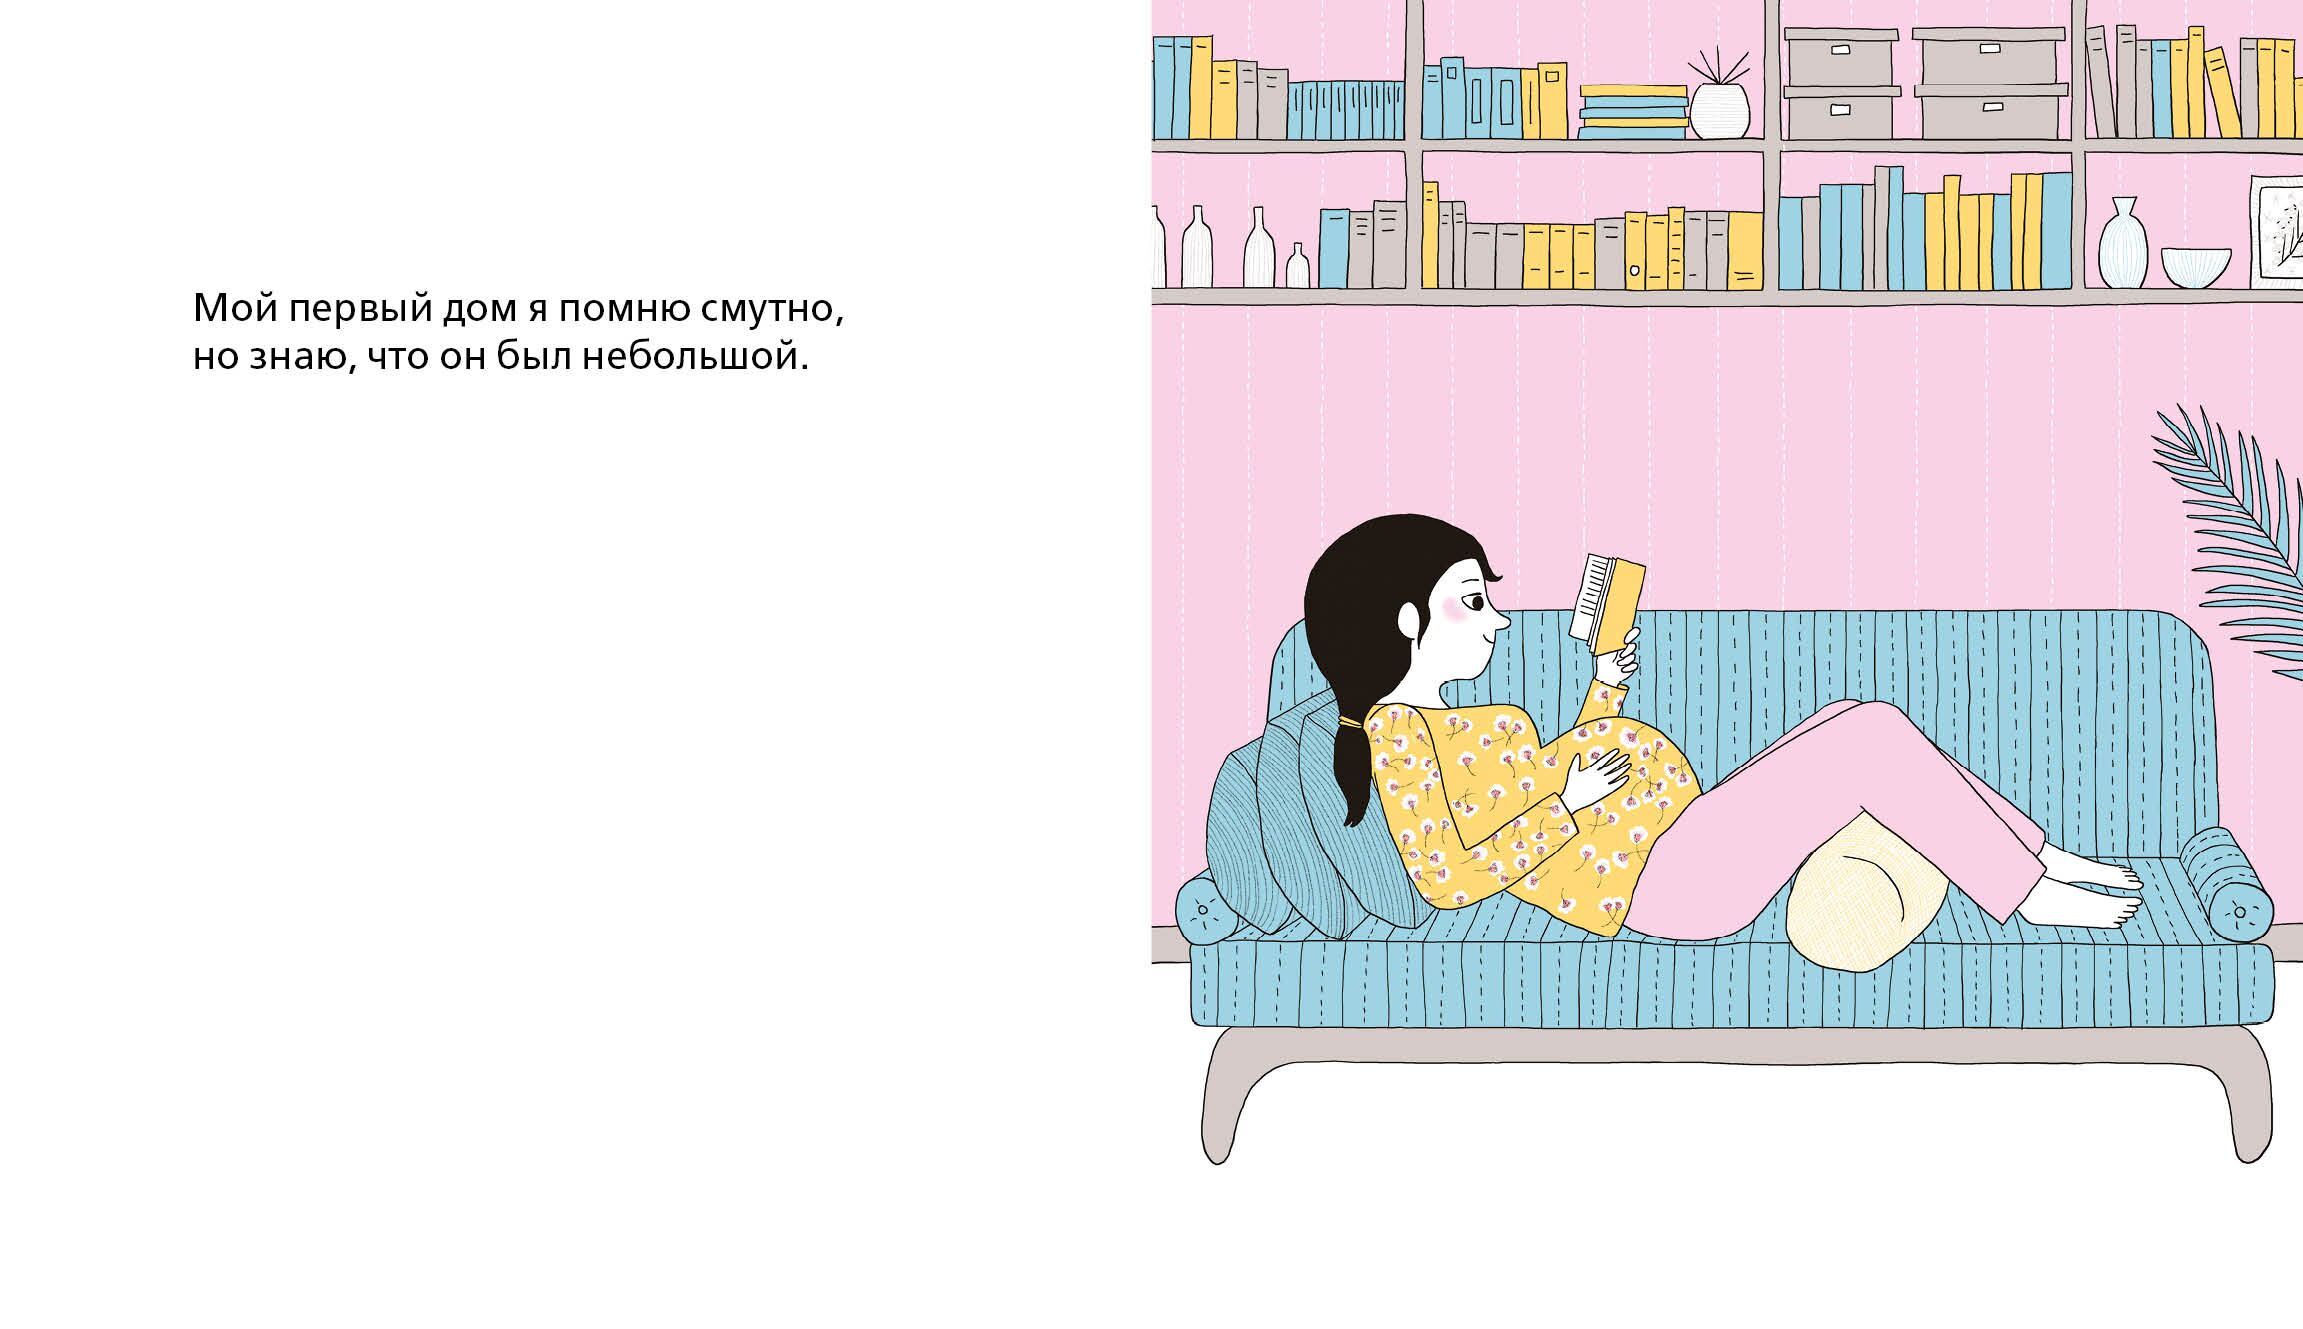 Мой первый дом я помню смутно,
но знаю, что он был небольшой.